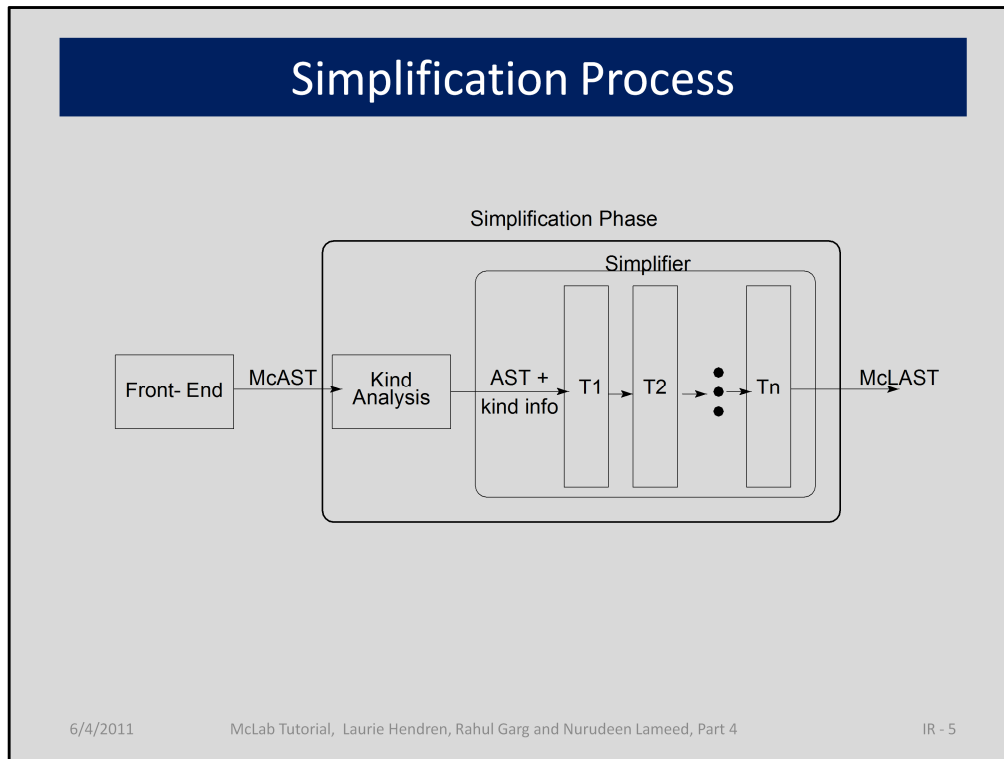 Simplification Process
Simplification Phase
Simplifier
Front- End
McAST
Kind
Analysis
AST +
kind info
T1
T2
Tn
McLAST
6/4/2011
McLab Tutorial, Laurie Hendren, Rahul Garg and Nurudeen Lameed, Part 4
IR - 5